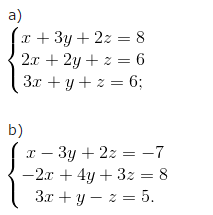 a)
x + 3y + 2z = 8
2x + 2y + z = 6
3x + y + z = 6;
b)
x − 3y + 2z = −7
−2x + 4y + 3z = 8
3x + y − z = 5.